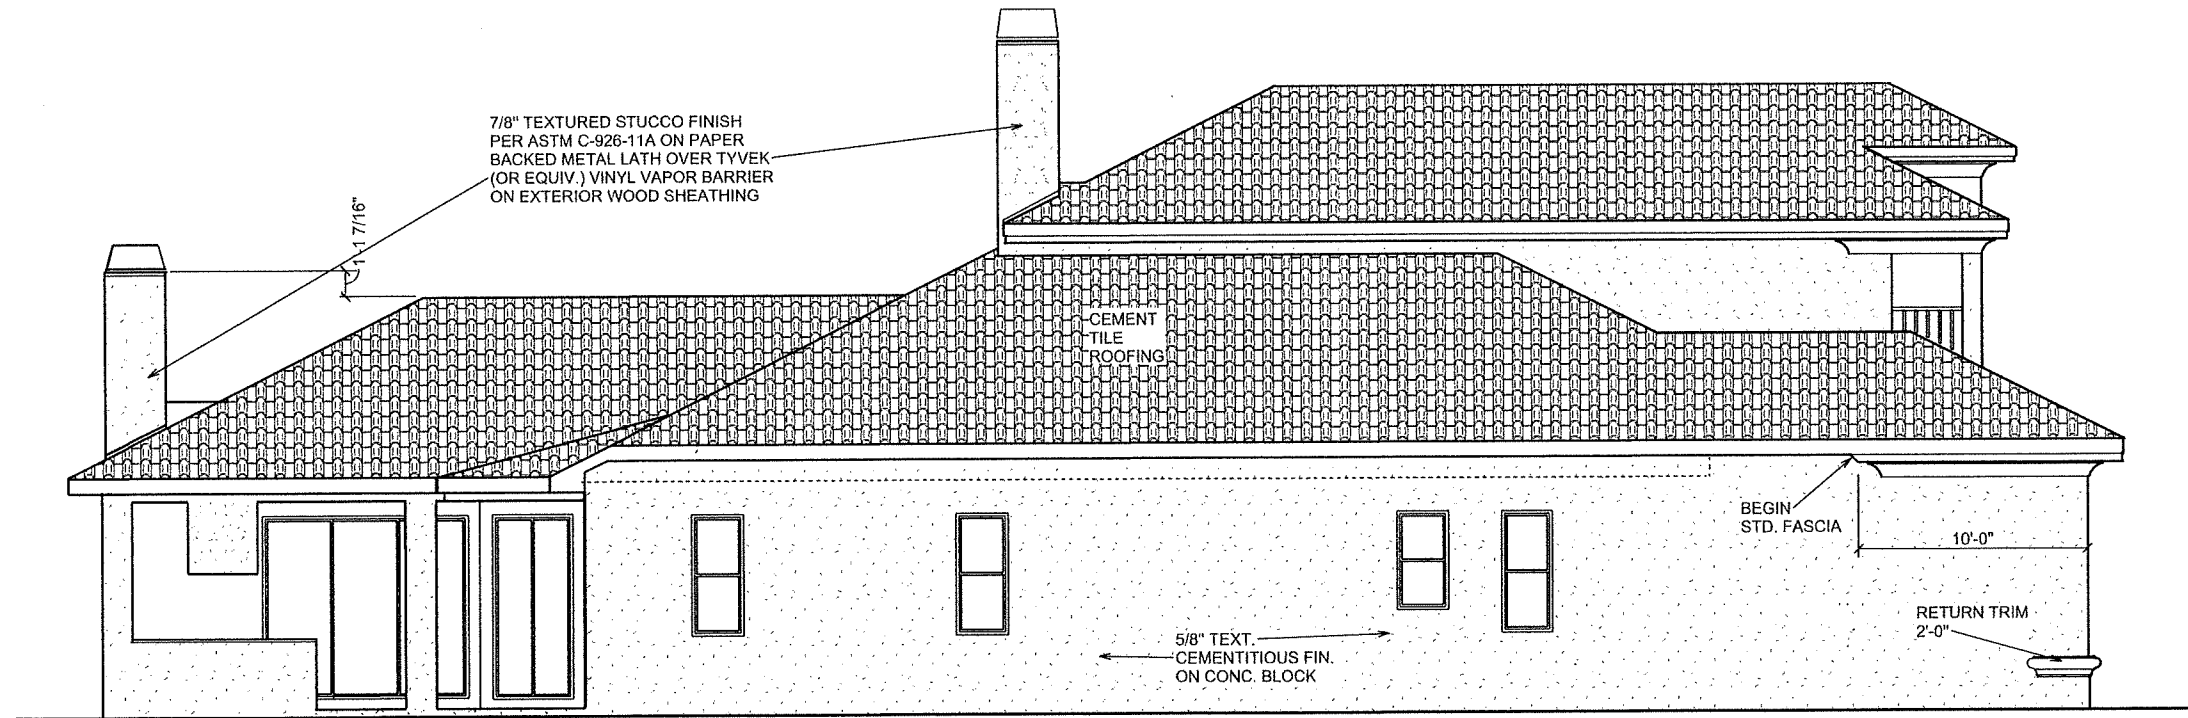 7/8" TEXTURED STUCCO FINISH
PER ASTM C-926-11A ON PAPER
BACKED METAL LATH OVER TYVEK
(OR EQUIV.) VINYL VAPOR BARRIER
ON EXTERIOR WOOD SHEATHING
1 7/16"
CEMENT
TILE
ROOFING
BEGIN
STD. FASCIA
10'-0"
RETURN TRIM
2'-0"
5/8" TEXT.
CEMENTITIOUS FIN.
ON CONC. BLOCK